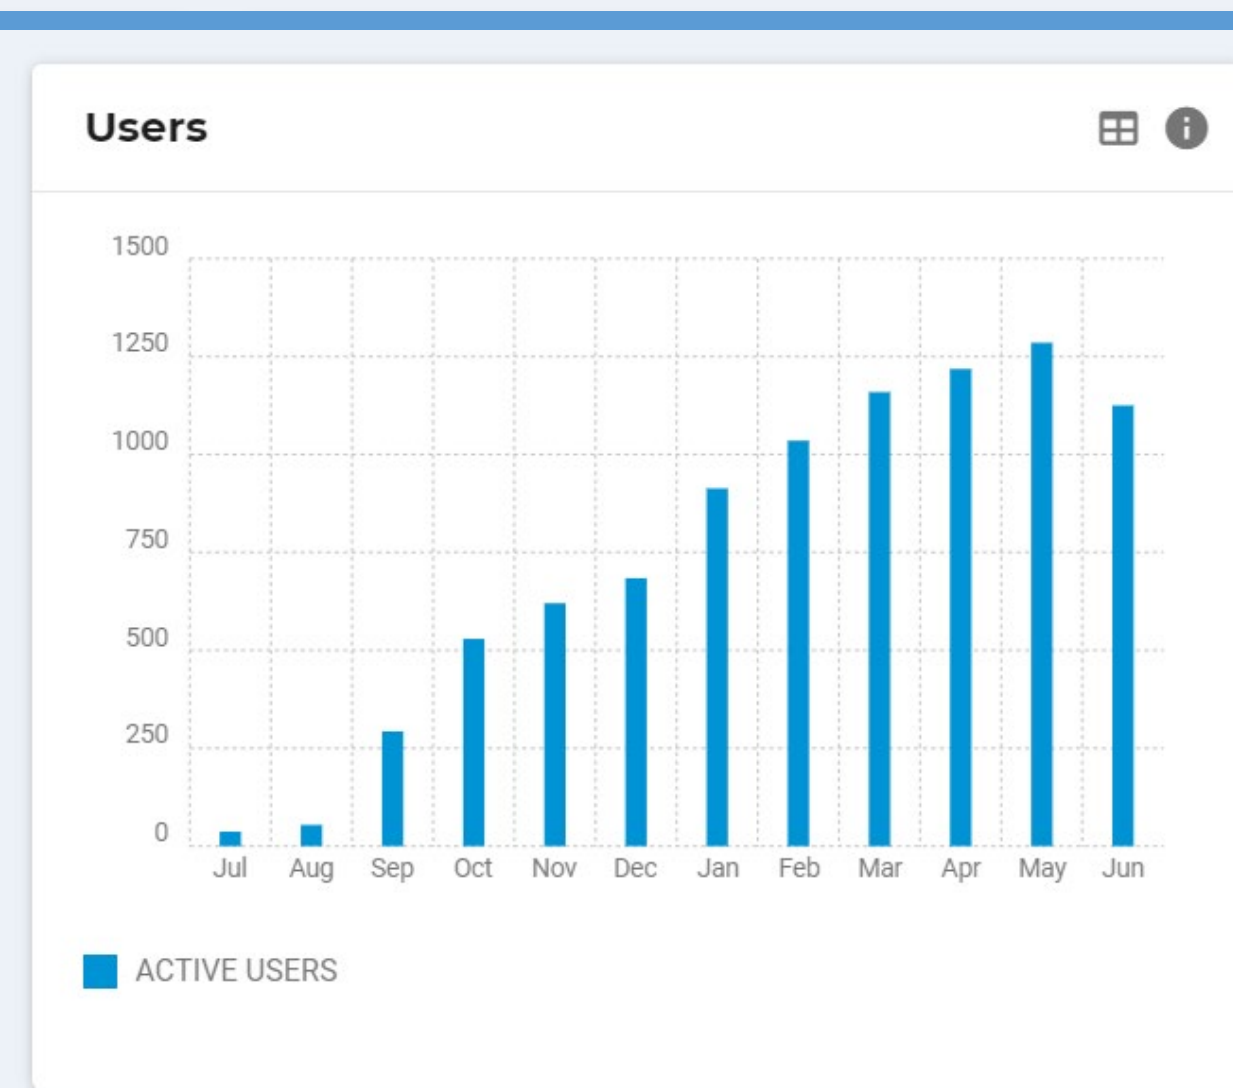 Users
1500
1250
1000
750
500
250
0
Jul Aug Sep Oct Nov Dec Jan Feb Mar Apr May Jun
ACTIVE USERS